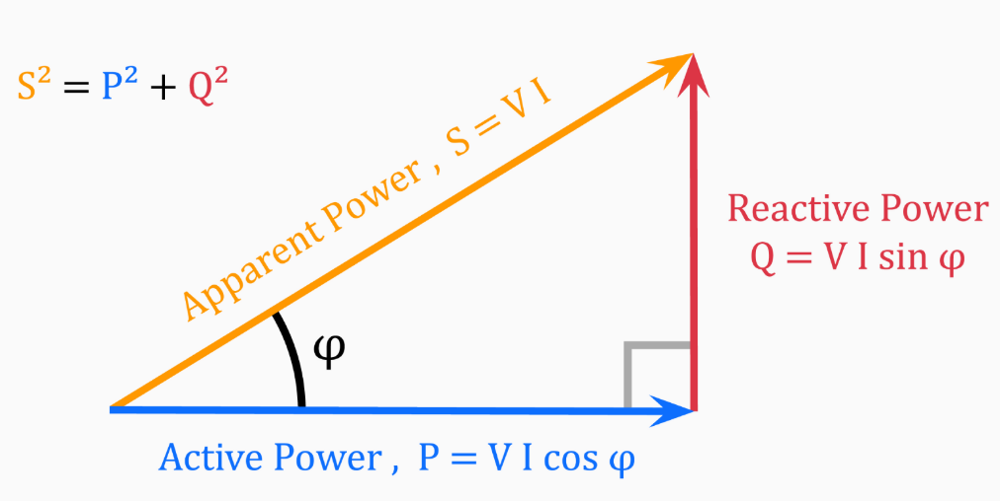 S² = P² + Q²
Apparent Power , S = V I
Reactive Power
Q = V I sin φ
φ
Active Power , P = V I cos φ